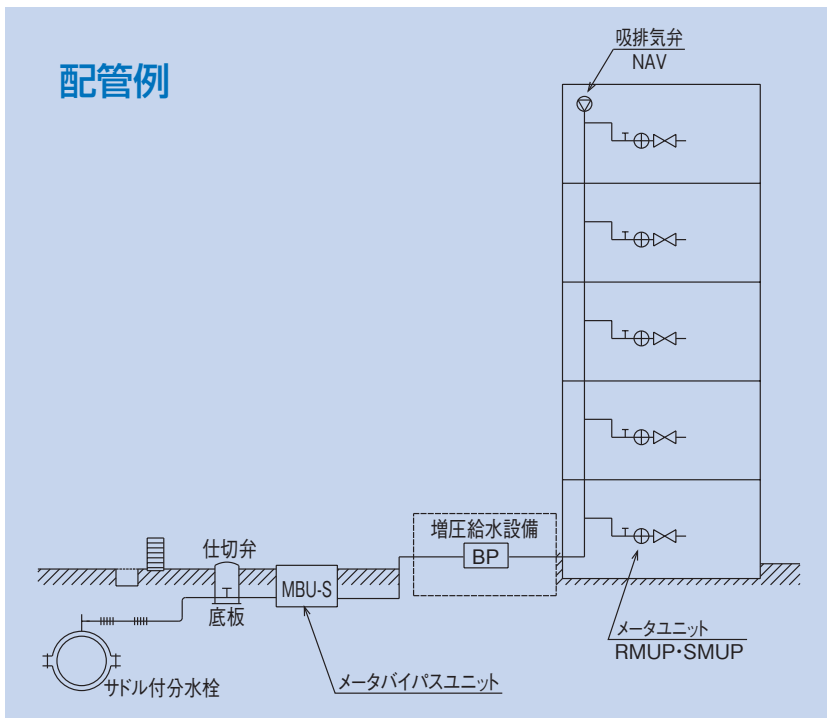 配管例
吸排気弁
NAV
増圧給水設備
BP
仕切弁
MBU-S
底板
サドル付分水栓
メータバイパスユニット
メータユニット
RMUP・SMUP